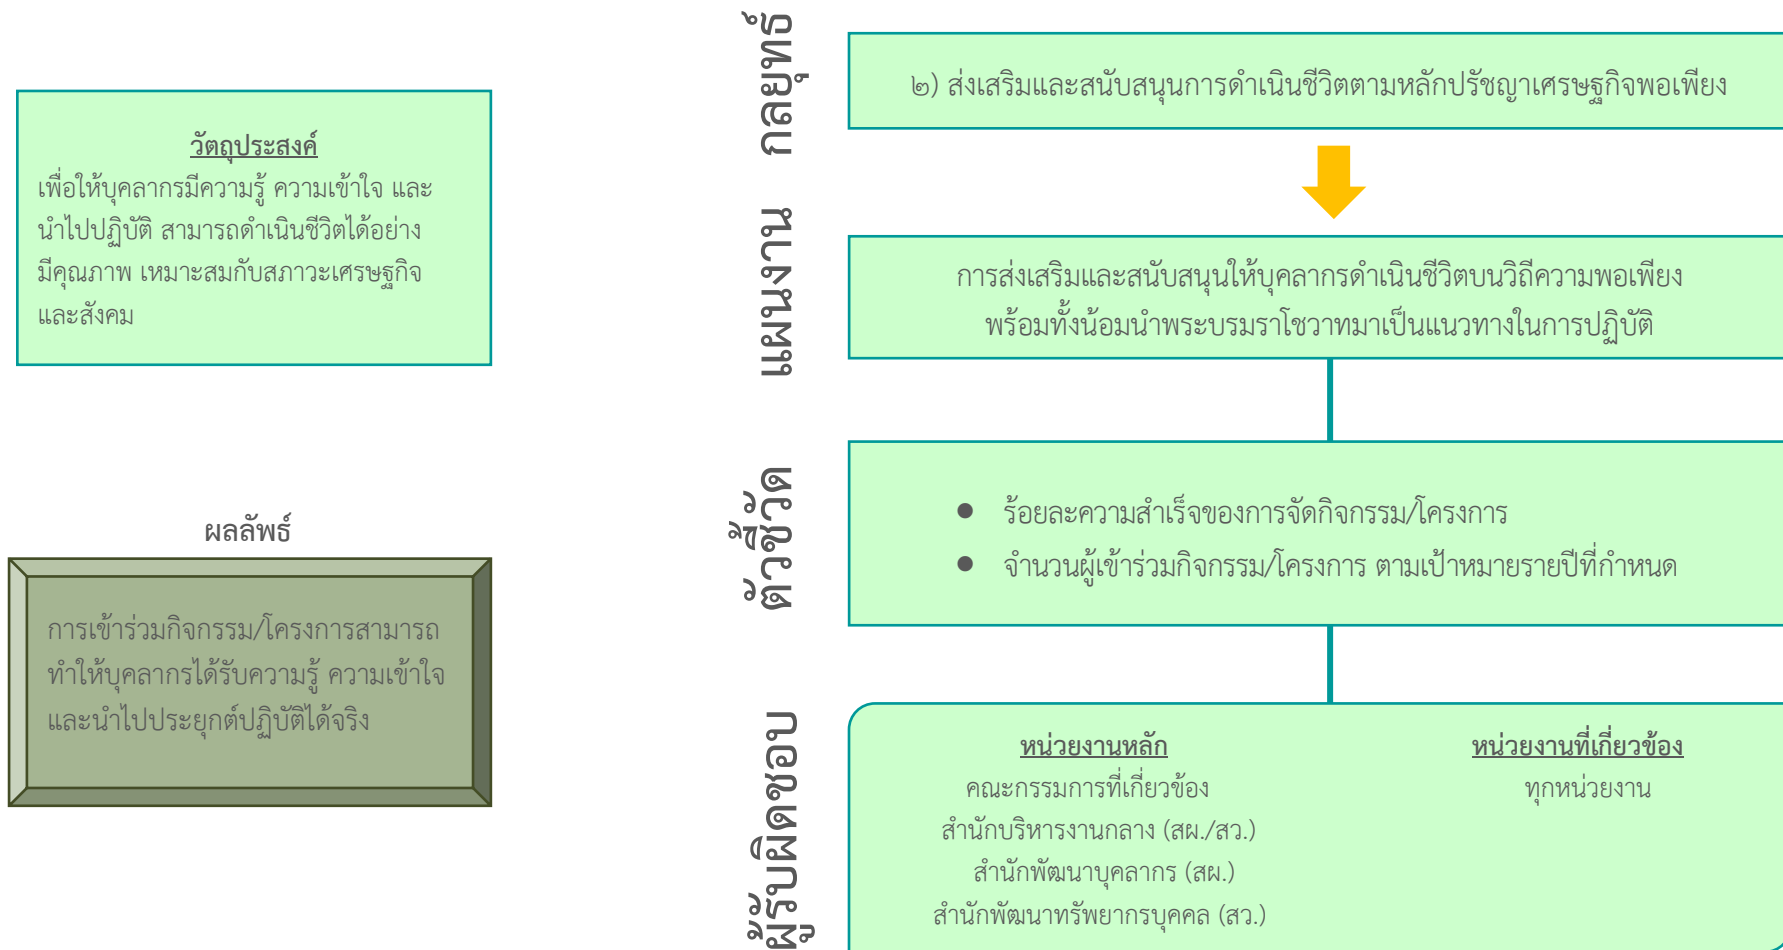 กลยุทธ์
๒) ส่งเสริมและสนับสนุนการดำเนินชีวิตตามหลักปรัชญาเศรษฐกิจพอเพียง
วัตถุประสงค์
เพื่อให้บุคลากรมีความรู้ ความเข้าใจ และ
นำไปปฏิบัติ สามารถดำเนินชีวิตได้อย่าง
มีคุณภาพ เหมาะสมกับสภาวะเศรษฐกิจ
และสังคม
แผนงาน
การส่งเสริมและสนับสนุนให้บุคลากรดำเนินชีวิตบนวิถีความพอเพียง
พร้อมทั้งน้อมนำพระบรมราโชวาทมาเป็นแนวทางในการปฏิบัติ
ตัวชี้วัด
● ร้อยละความสำเร็จของการจัดกิจกรรม/โครงการ
● จำนวนผู้เข้าร่วมกิจกรรม/โครงการ ตามเป้าหมายรายปีที่กำหนด
ผลลัพธ์
การเข้าร่วมกิจกรรม/โครงการสามารถ
ทำให้บุคลากรได้รับความรู้ ความเข้าใจ
และนำไปประยุกต์ปฏิบัติได้จริง
ผู้รับผิดชอบ
หน่วยงานหลัก
คณะกรรมการที่เกี่ยวข้อง
สำนักบริหารงานกลาง (สผ./สว.)
สำนักพัฒนาบุคลากร (สผ.)
สำนักพัฒนาทรัพยากรบุคคล (สว.)
หน่วยงานที่เกี่ยวข้อง
ทุกหน่วยงาน